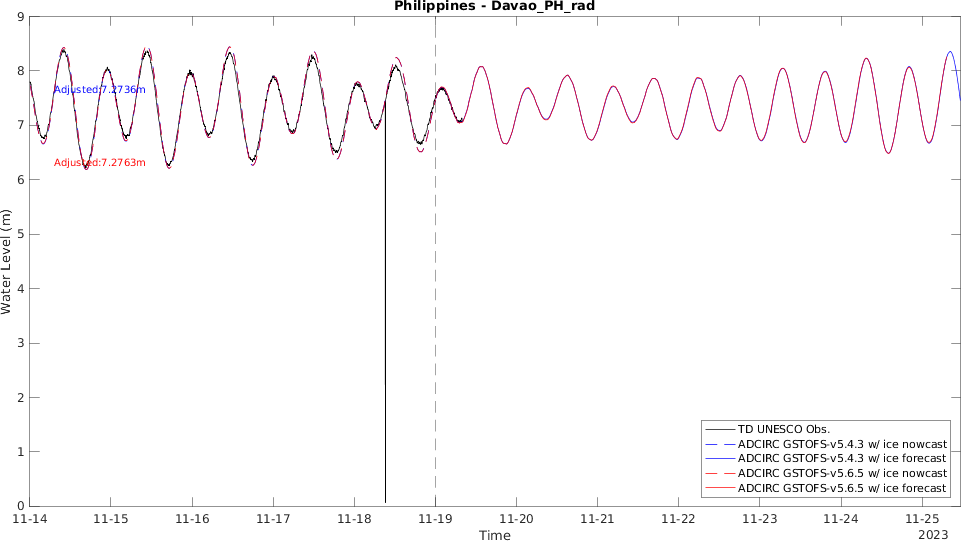 Philippines - Davao_PH_rad
9
8
7
6
5
4
3
2
1
0
Water Level (m)
Adjusted:7.2736m
Adjusted:7.2763m
TD UNESCO Obs.
ADCIRC GSTOFS-v5.4.3 w/ ice nowcast
ADCIRC GSTOFS-v5.4.3 w/ ice forecast
ADCIRC GSTOFS-v5.6.5 w/ ice nowcast
ADCIRC GSTOFS-v5.6.5 w/ ice forecast
11-14 11-15 11-16 11-17 11-18 11-19 11-20 11-21 11-22 11-23 11-24 11-25
Time
2023